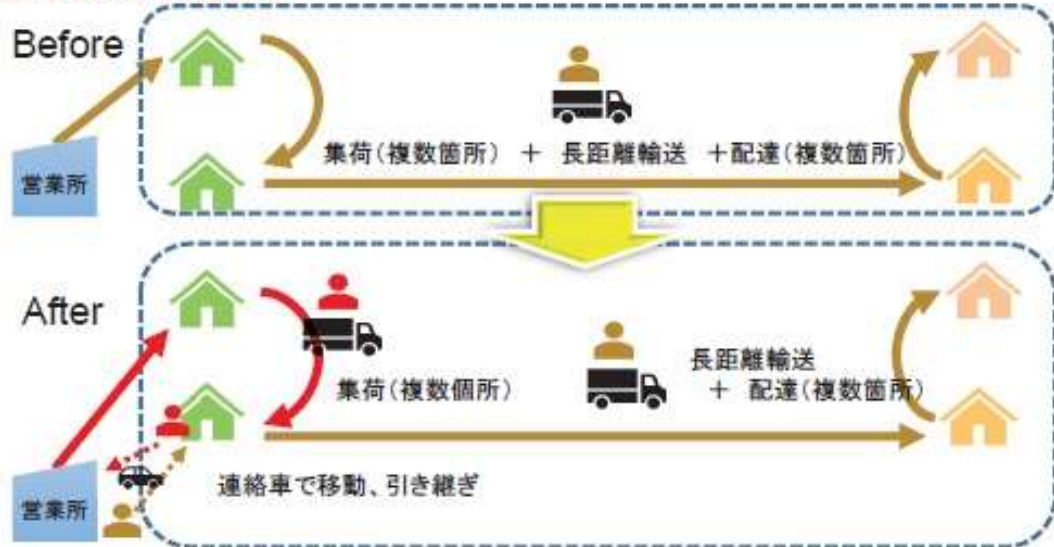 Before
営業所
集荷(複数箇所) + 長距離輸送 +配達(複数箇所)
After
集荷(複数個所)
長距離輸送
+ 配達(複数箇所)
連絡車で移動、引き継ぎ
営業所